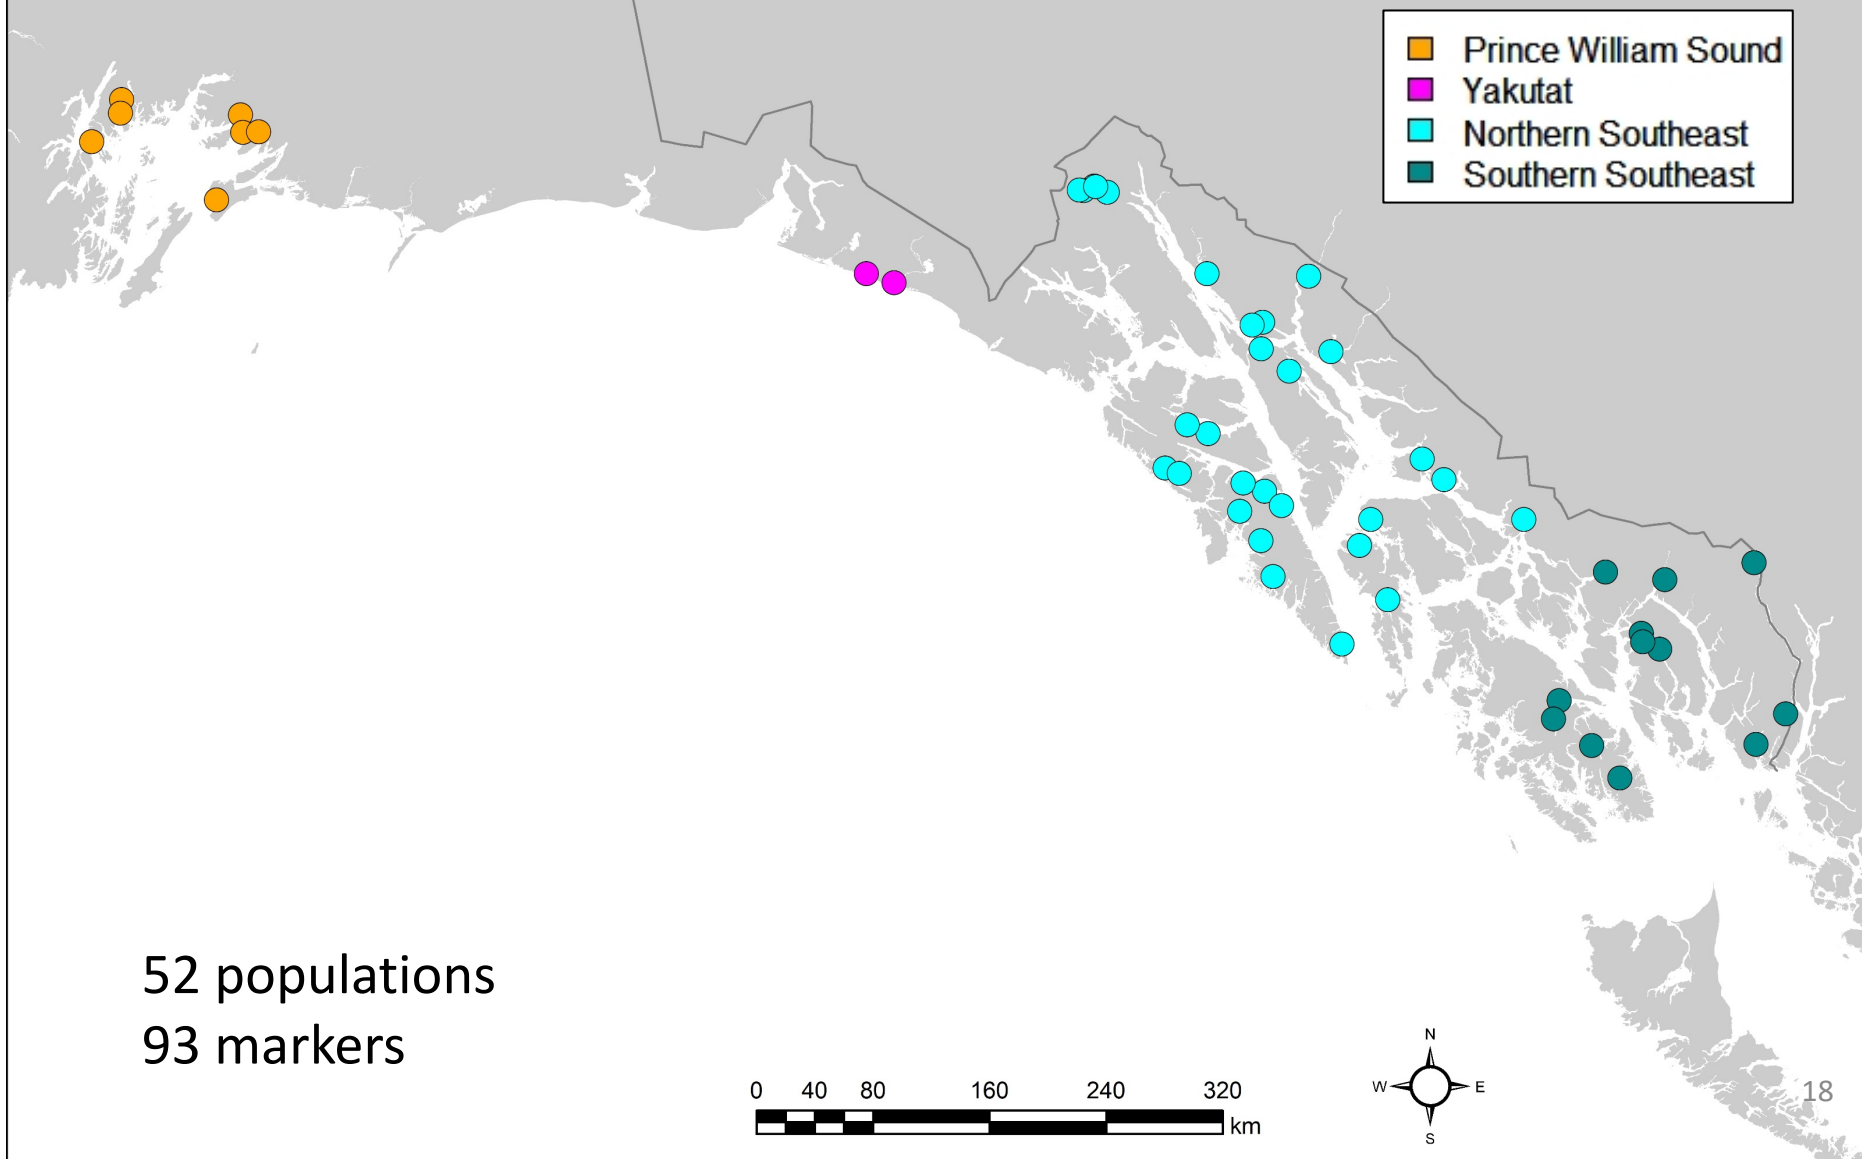 Prince William Sound
Yakutat
Northern Southeast
Southern Southeast
52 populations
93 markers
0 40 80 160 240 320
km
N
W E
S
18